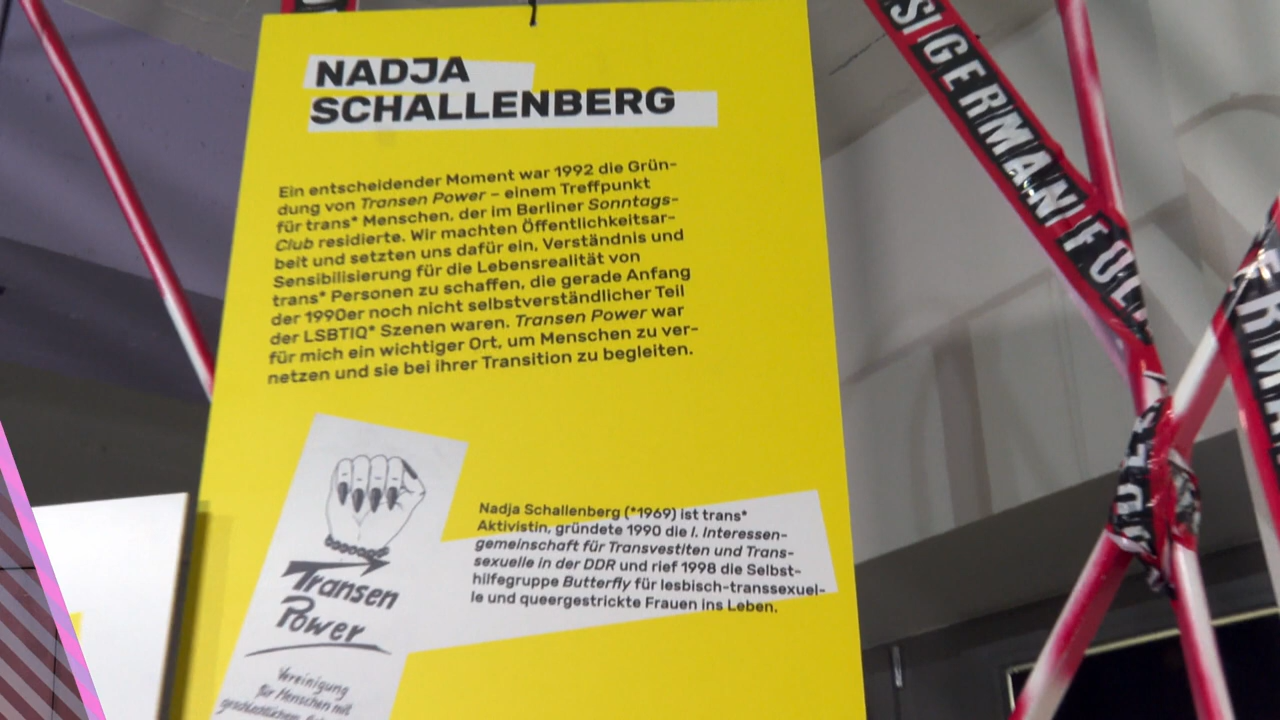 NADJA
SCHALLENBERG
Ein entscheidender Moment war 1992 die Grün-
dung von Transen Power – einem Treffpunkt
für trans* Menschen, der im Berliner Sonntags-
Club residierte. Wir machten Öffentlichkeitsar-
beit und setzten uns dafür ein, Verständnis und
Sensibilisierung für die Lebensrealität von
trans* Personen zu schaffen, die gerade Anfang
der 1990er noch nicht selbstverständlicher Teil
der LSBTIQ* Szenen waren. Transen Power war
für mich ein wichtiger Ort, um Menschen zu ver-
netzen und sie bei ihrer Transition zu begleiten.
Transen
Power
Vereinigung
für Menschen mit
Nadja Schallenberg (*1969) ist trans*
Aktivistin, gründete 1990 die I. Interessen-
gemeinschaft für Transvestiten und Trans-
sexuelle in der DDR und rief 1998 die Selbst-
hilfegruppe Butterfly für lesbisch-transsexuel-
le und queergestrickte Frauen ins Leben.
GERMAN